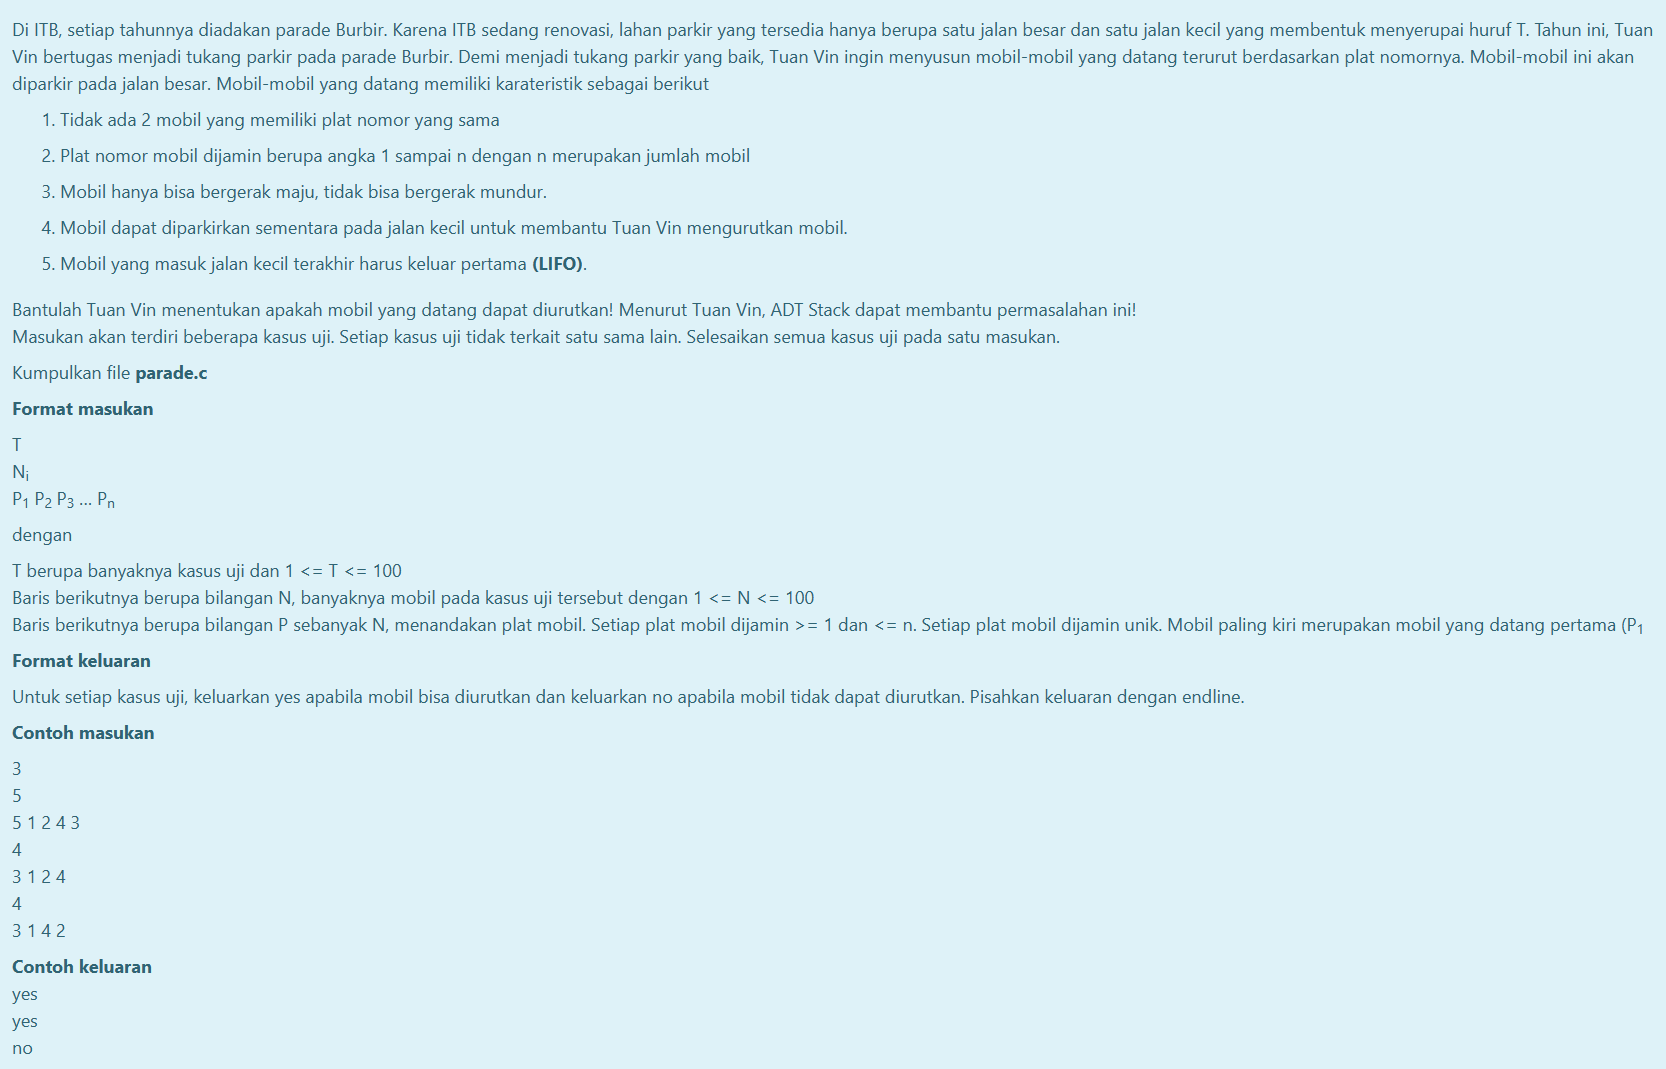 Di ITB, setiap tahunnya diadakan parade Burbir. Karena ITB sedang renovasi, lahan parkir yang tersedia hanya berupa satu jalan besar dan satu jalan kecil yang membentuk menyerupai huruf T. Tahun ini, Tuan
Vin bertugas menjadi tukang parkir pada parade Burbir. Demi menjadi tukang parkir yang baik, Tuan Vin ingin menyusun mobil-mobil yang datang terurut berdasarkan plat nomornya. Mobil-mobil ini akan
diparkir pada jalan besar. Mobil-mobil yang datang memiliki karateristik sebagai berikut
1. Tidak ada 2 mobil yang memiliki plat nomor yang sama
2. Plat nomor mobil dijamin berupa angka 1 sampai n dengan n merupakan jumlah mobil
3. Mobil hanya bisa bergerak maju, tidak bisa bergerak mundur.
4. Mobil dapat diparkirkan sementara pada jalan kecil untuk membantu Tuan Vin mengurutkan mobil.
5. Mobil yang masuk jalan kecil terakhir harus keluar pertama (LIFO).
Bantulah Tuan Vin menentukan apakah mobil yang datang dapat diurutkan! Menurut Tuan Vin, ADT Stack dapat membantu permasalahan ini!
Masukan akan terdiri beberapa kasus uji. Setiap kasus uji tidak terkait satu sama lain. Selesaikan semua kasus uji pada satu masukan.
Kumpulkan file parade.c
Format masukan
T
Ni
P1 P2 P3 ... Pn
dengan
T berupa banyaknya kasus uji dan 1 <= T <= 100
Baris berikutnya berupa bilangan N, banyaknya mobil pada kasus uji tersebut dengan 1 <= N <= 100
Baris berikutnya berupa bilangan P sebanyak N, menandakan plat mobil. Setiap plat mobil dijamin >= 1 dan <= n. Setiap plat mobil dijamin unik. Mobil paling kiri merupakan mobil yang datang pertama (P1
Format keluaran
Untuk setiap kasus uji, keluarkan yes apabila mobil bisa diurutkan dan keluarkan no apabila mobil tidak dapat diurutkan. Pisahkan keluaran dengan endline.
Contoh masukan
3
5
5 1 2 4 3
4
3 1 2 4
4
3 1 4 2
Contoh keluaran
yes
yes
no